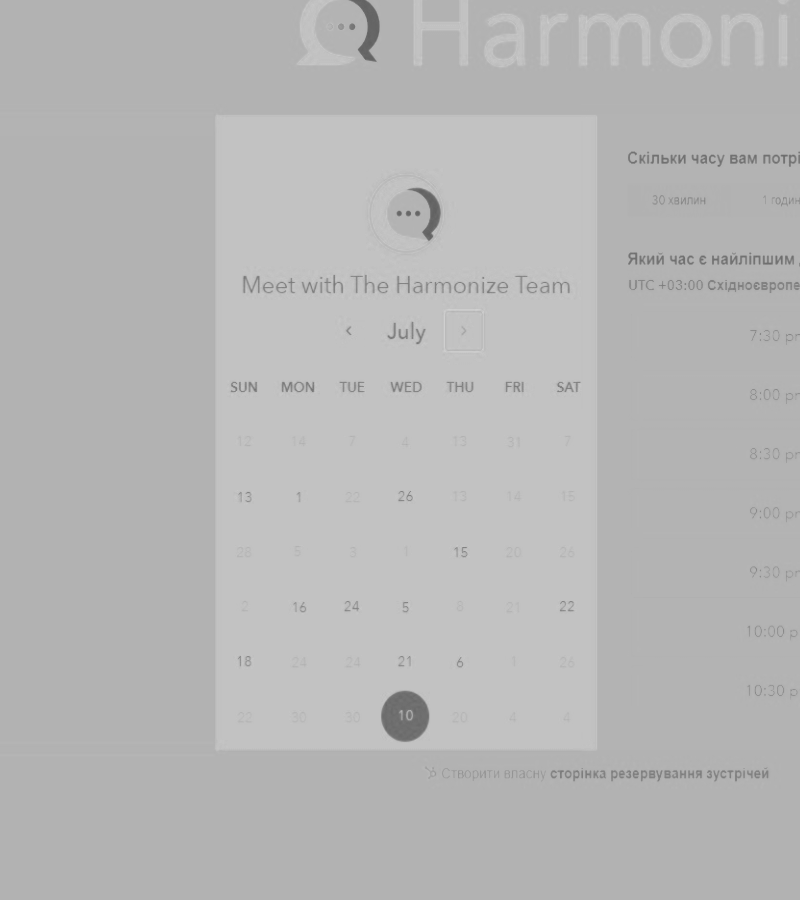 Harmoni
Meet with The Harmonize Team
July
SUN MON TUE WED THU FRI SAT
12 14 7 4 13 31 7
13 1 22 26 13 14 15
28 5 3 1 15 20 26
2 16 24 5 8 21 22
18 24 24 21 6 1 26
22 30 30 10 20 4 4
Скільки часу вам потрі
30 хвилин 1 годин
Який час є найліпшим
UTC +03:00 Східноєвропе
7:30 pr
8:00 pr
8:30 pr
9:00 pr
9:30 pr
10:00 p
10:30 p
Створити власну сторінка резервування зустрічей